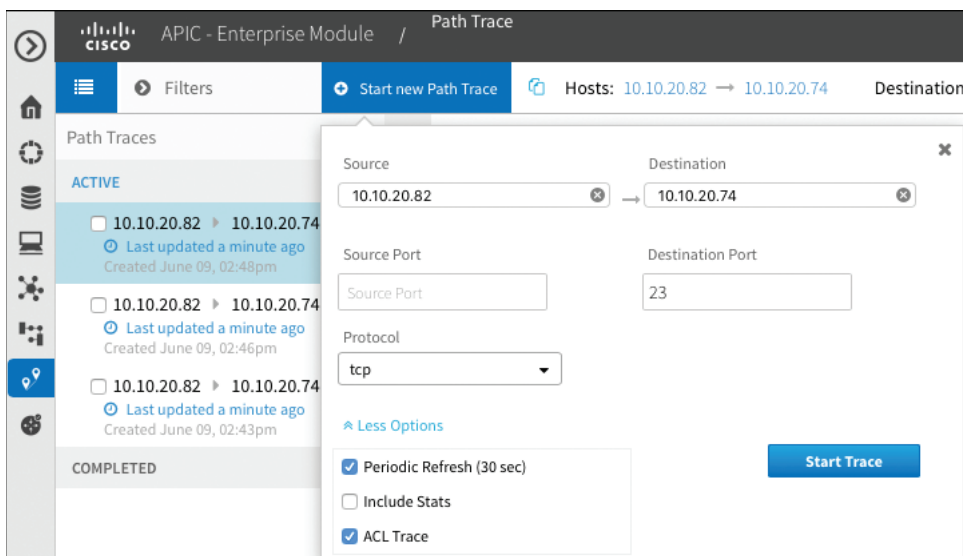 CISCO
APIC - Enterprise Module / Path Trace
Filters
Start new Path Trace
Hosts: 10.10.20.82 → 10.10.20.74
Destination
Path Traces
ACTIVE
10.10.20.82 ▸ 10.10.20.74
Last updated a minute ago
Created June 09, 02:48pm
10.10.20.82 ▸ 10.10.20.74
Last updated a minute ago
Created June 09, 02:46pm
10.10.20.82 ▸ 10.10.20.74
Last updated a minute ago
Created June 09, 02:43pm
COMPLETED
Source
Destination
10.10.20.82
→ 10.10.20.74
Source Port
Destination Port
Source Port
23
Protocol
tcp
Less Options
Periodic Refresh (30 sec)
Include Stats
ACL Trace
Start Trace